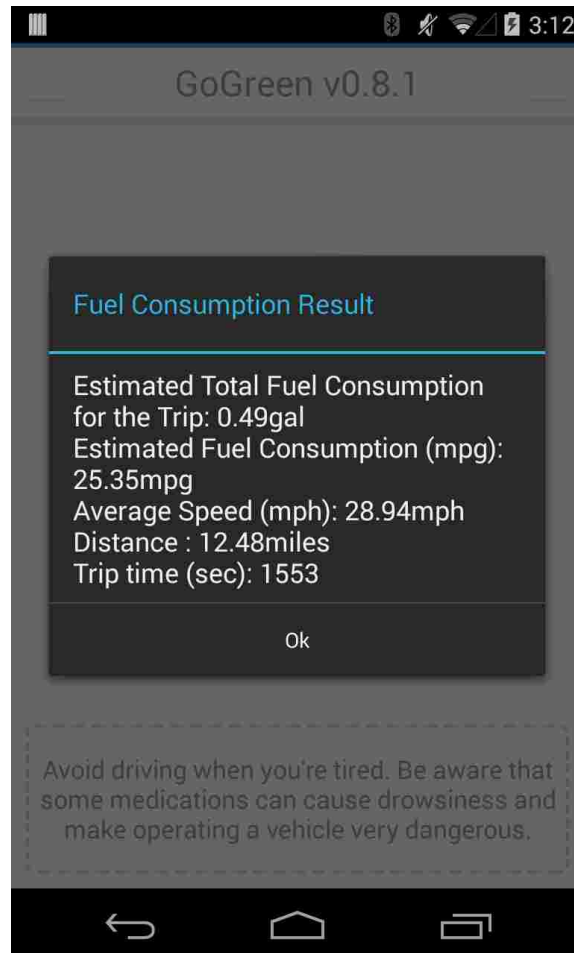 3:12
GoGreen v0.8.1
Fuel Consumption Result
Estimated Total Fuel Consumption
for the Trip: 0.49gal
Estimated Fuel Consumption (mpg):
25.35mpg
Average Speed (mph): 28.94mph
Distance : 12.48miles
Trip time (sec): 1553
Ok
Avoid driving when you're tired. Be aware that
some medications can cause drowsiness and
make operating a vehicle very dangerous.